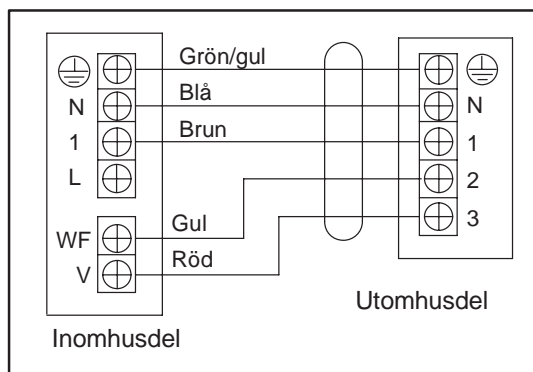 Grön/gul
N Blå N
1 Brun 1
L 2
WF Gul 3
V Röd
Utomhusdel
Inomhusdel